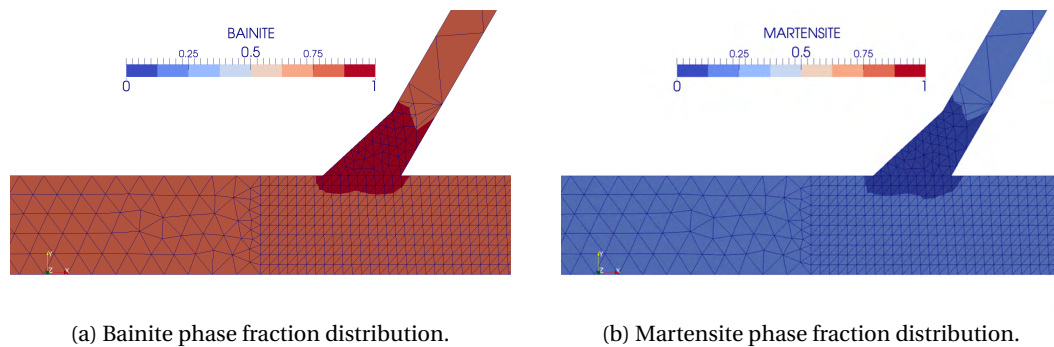 BAINITE
0.25 0.5 0.75
0 1
Y
Z X
(a) Bainite phase fraction distribution.
MARTENSITE
0.25 0.5 0.75
0 1
Y
Z X
(b) Martensite phase fraction distribution.